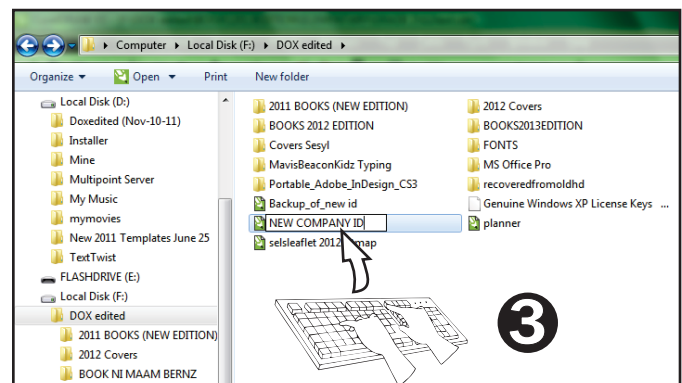 Computer ▸ Local Disk (F:) ▸ DOX edited ▸
Organize ▾ Open ▾ Print New folder
Local Disk (D:)
Doxedited (Nov-10-11)
Installer
Mine
Multipoint Server
My Music
mymovies
New 2011 Templates June 25
TextTwist
FLASHDRIVE (E:)
Local Disk (F:)
DOX edited
2011 BOOKS (NEW EDITION)
2012 Covers
BOOK NI MAAM BERNZ
2011 BOOKS (NEW EDITION)
BOOKS 2012 EDITION
Covers Sesyl
MavisBeaconKidz Typing
Portable_Adobe_InDesign_CS3
Backup_of_new id
NEW COMPANY ID
selsleaflet 2012 map
2012 Covers
BOOKS2013EDITION
FONTS
MS Office Pro
recoveredfromoldhd
Genuine Windows XP License Keys ...
planner
3